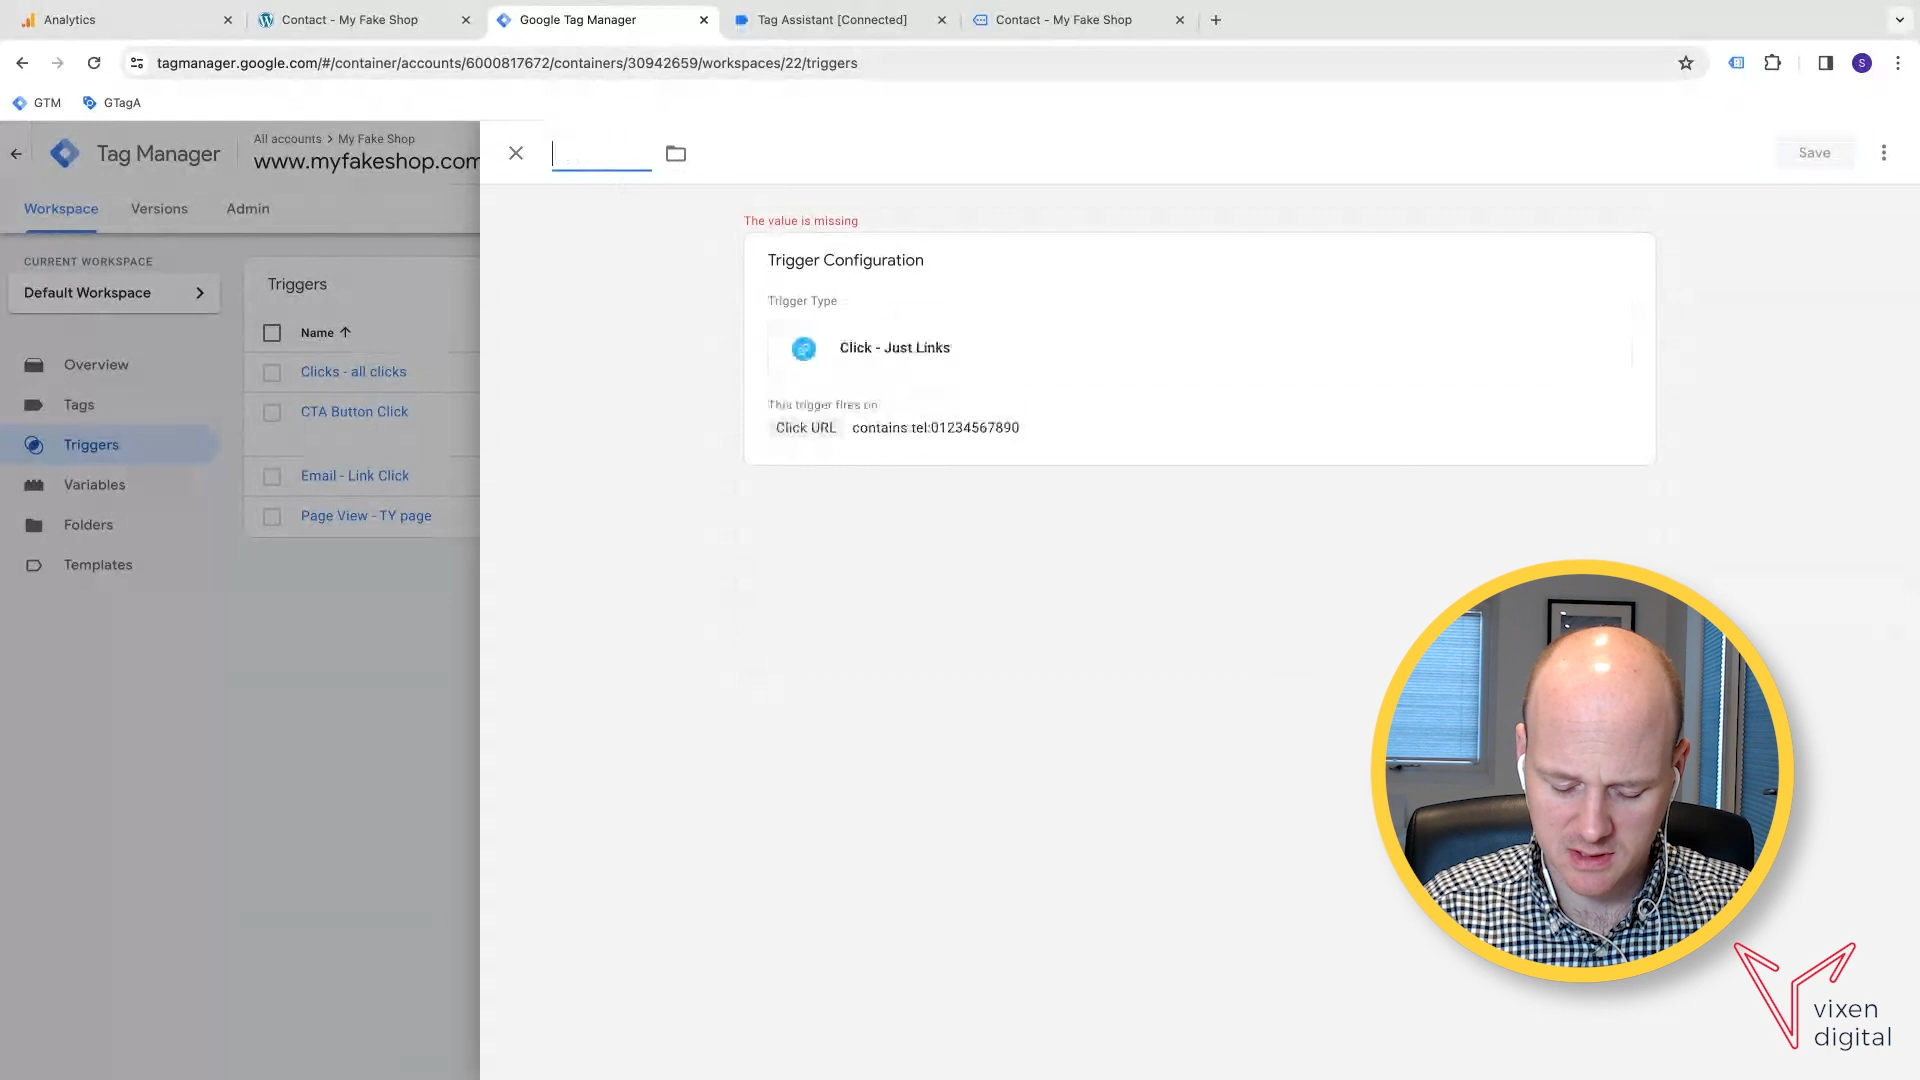 Analytics
Contact - My Fake Shop
Google Tag Manager
Tag Assistant [Connected]
Contact - My Fake Shop
tagmanager.google.com/#/container/accounts/6000817672/containers/30942659/workspaces/22/triggers
S
GTM
GTagA
Tag Manager
All accounts > My Fake Shop
www.myfakeshop.com
Save
Workspace
Versions
Admin
The value is missing
CURRENT WORKSPACE
Default Workspace
Triggers
Trigger Configuration
Trigger Type
Name
Click - Just Links
Overview
Clicks - all clicks
Tags
CTA Button Click
This trigger fires on
Click URL contains tel:01234567890
Triggers
Email - Link Click
Variables
Page View - TY page
Folders
Templates
vixen
digital